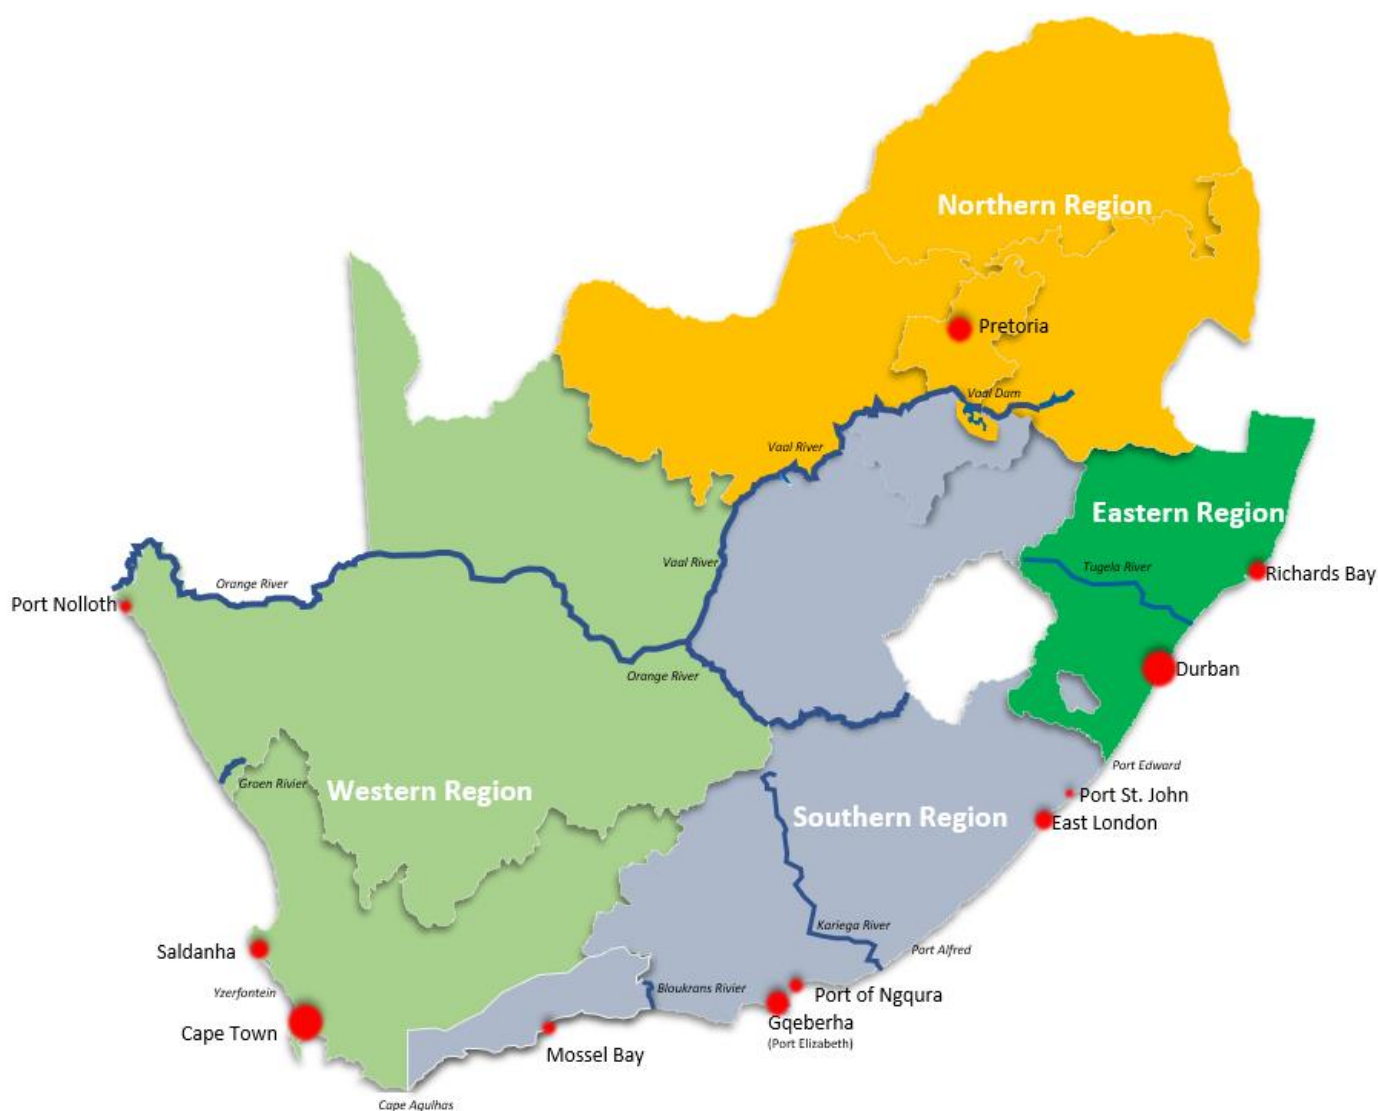 Northern Region
Pretoria
Vaal Dam
Vaal River
Eastern Region
Vaal River
Tugela River
Richards Bay
Orange River
Port Nolloth
Durban
Orange River
Port Edward
Groen Rivier
Western Region
Port St. John
Southern Region
East London
Kariega River
Port Alfred
Saldanha
Yzerfontein
Bloukrans Rivier
Port of Ngqura
Cape Town
Gqeberha
(Port Elizabeth)
Mossel Bay
Cape Agulhas